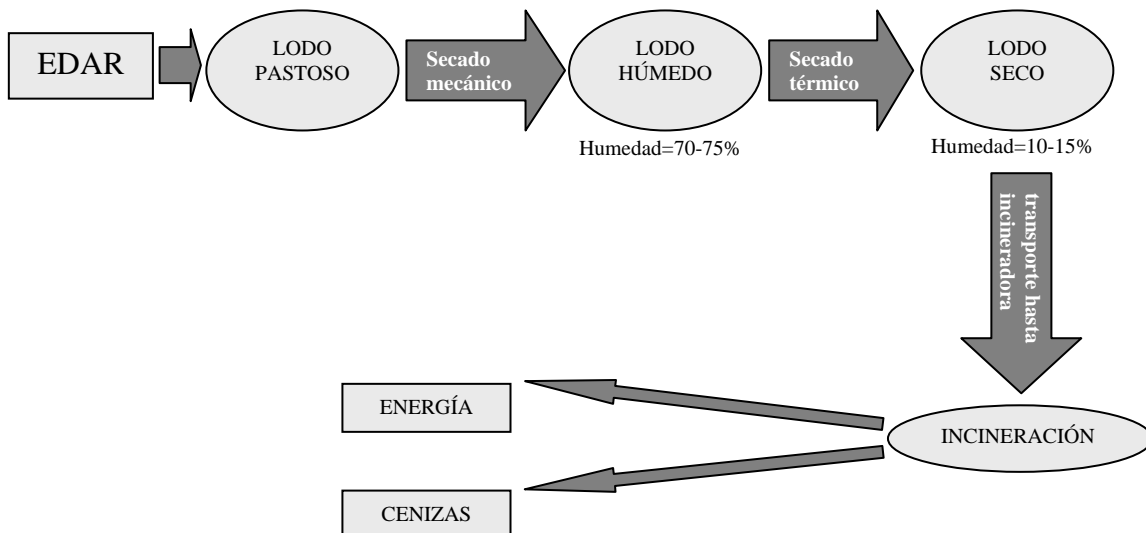 EDAR
LODO
PASTOSO
Secado
mecánico
LODO
HÚMEDO
Secado
térmico
LODO
SECO
Humedad=70-75%
Humedad=10-15%
transporte hasta
incineradora
ENERGÍA
INCINERACIÓN
CENIZAS